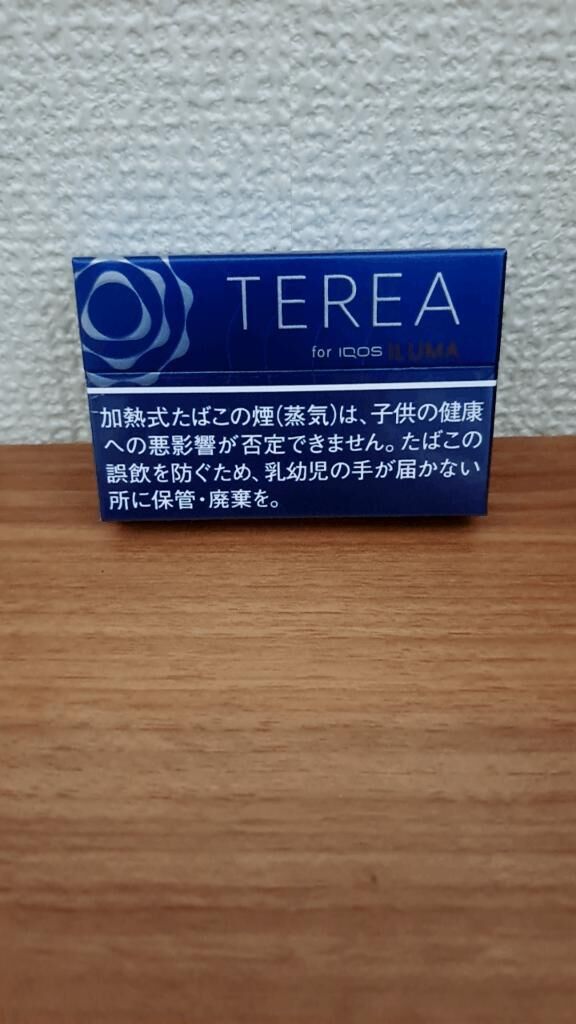 TEREA
for IQOS ILUMA
加熱式たばこの煙(蒸気)は、子供の健康
への悪影響が否定できません。たばこの
誤飲を防ぐため、乳幼児の手が届かない
所に保管・廃棄を。